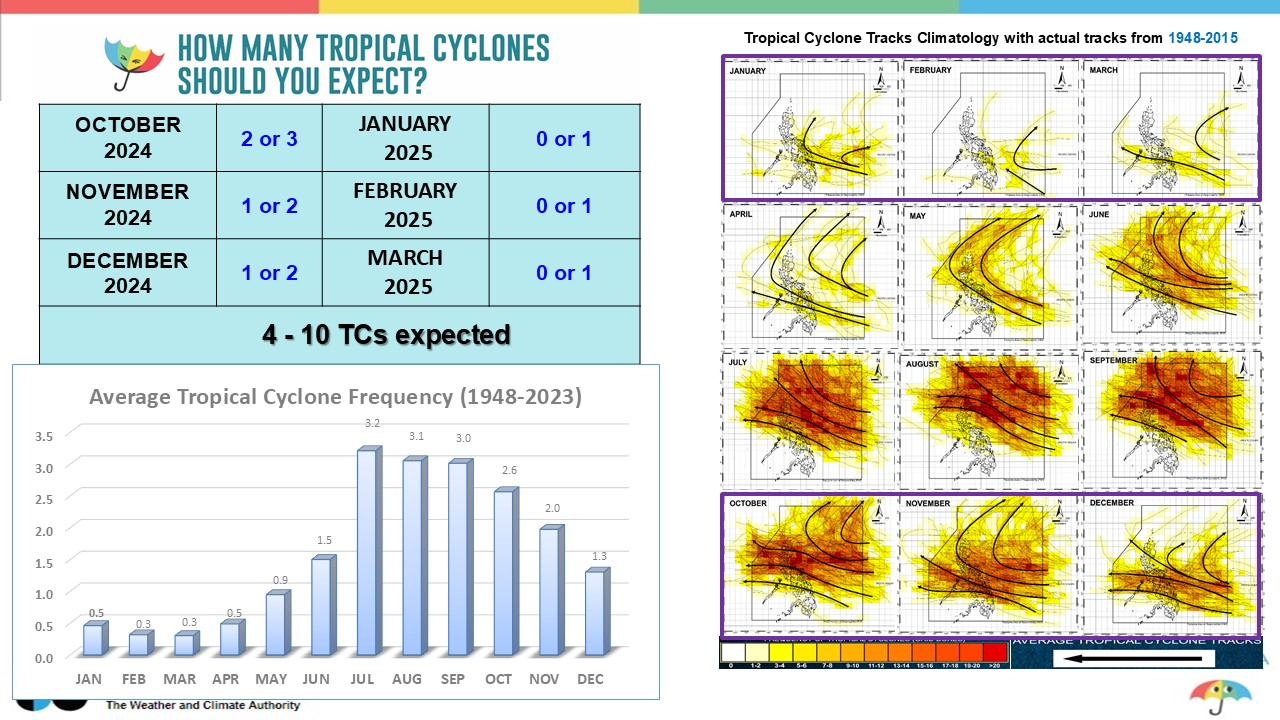 HOW MANY TROPICAL CYCLONES
SHOULD YOU EXPECT?
OCTOBER
2024
2 or 3
JANUARY
2025
0 or 1
NOVEMBER
2024
1 or 2
FEBRUARY
2025
0 or 1
DECEMBER
2024
1 or 2
MARCH
2025
0 or 1
4 - 10 TCs expected
Average Tropical Cyclone Frequency (1948-2023)
3.5
3.0
2.5
2.0
1.5
1.0
0.5
0.0
0.5
0.3
0.3
0.5
0.9
1.5
3.2
3.1
3.0
2.6
2.0
1.3
JAN FEB MAR APR MAY JUN JUL AUG SEP OCT NOV DEC
The Weather and Climate Authority
Tropical Cyclone Tracks Climatology with actual tracks from 1948-2015
JANUARY
N
FEBRUARY
N
MARCH
N
APRIL
N
MAY
N
JUNE
N
JULY
N
AUGUST
N
SEPTEMBER
N
OCTOBER
N
NOVEMBER
N
DECEMBER
N
0 1-2 3-4 5-6 7-8 9-10 11-12 13-14 15-16 17-18 19-20 >20
AVERAGE TROPICAL CYCLONE TRACKS